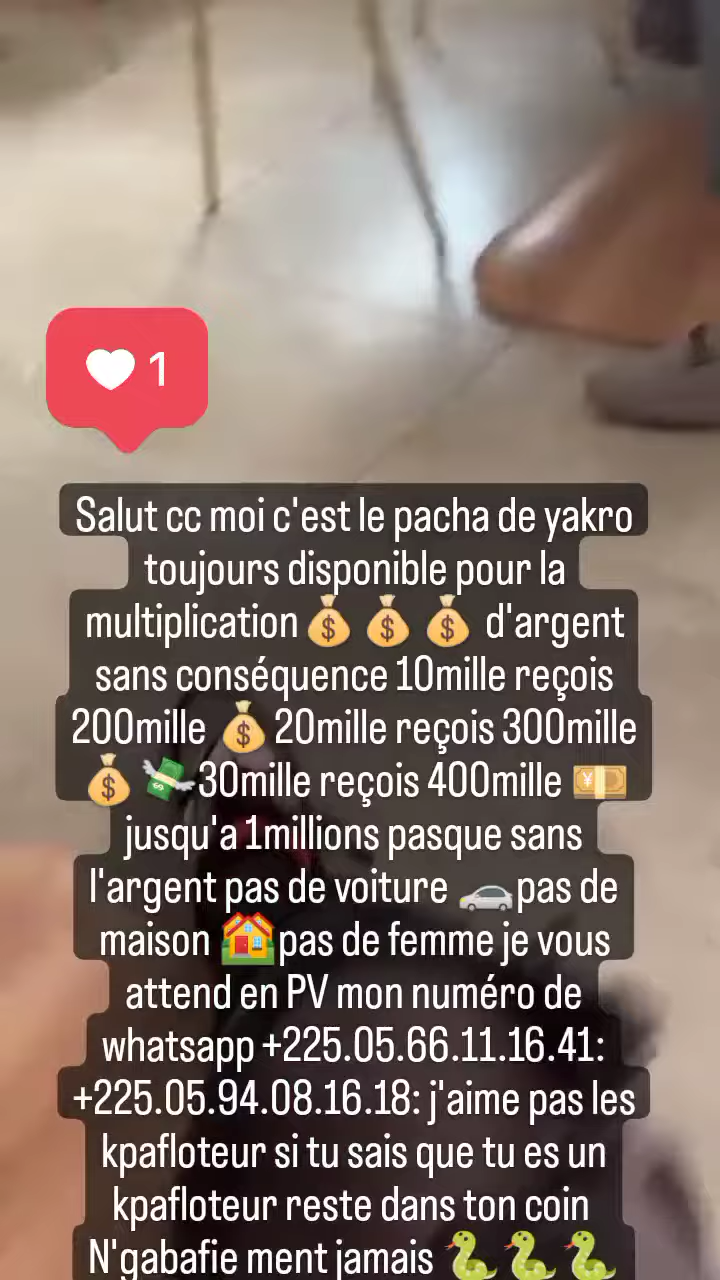 1
Salut cc moi c'est le pacha de yakro
toujours disponible pour la
multiplication💰 💰 💰 d'argent
sans conséquence 10mille reçois
200mille 💰 20mille reçois 300mille
💰 💸30mille reçois 400mille 💴
jusqu'a 1millions pasque sans
l'argent pas de voiture 🚗pas de
maison 🏠pas de femme je vous
attend en PV mon numéro de
whatsapp +225.05.66.11.16.41:
+225.05.94.08.16.18: j'aime pas les
kpafloteur si tu sais que tu es un
kpafloteur reste dans ton coin
N'gabafie ment jamais 🐍🐍🐍